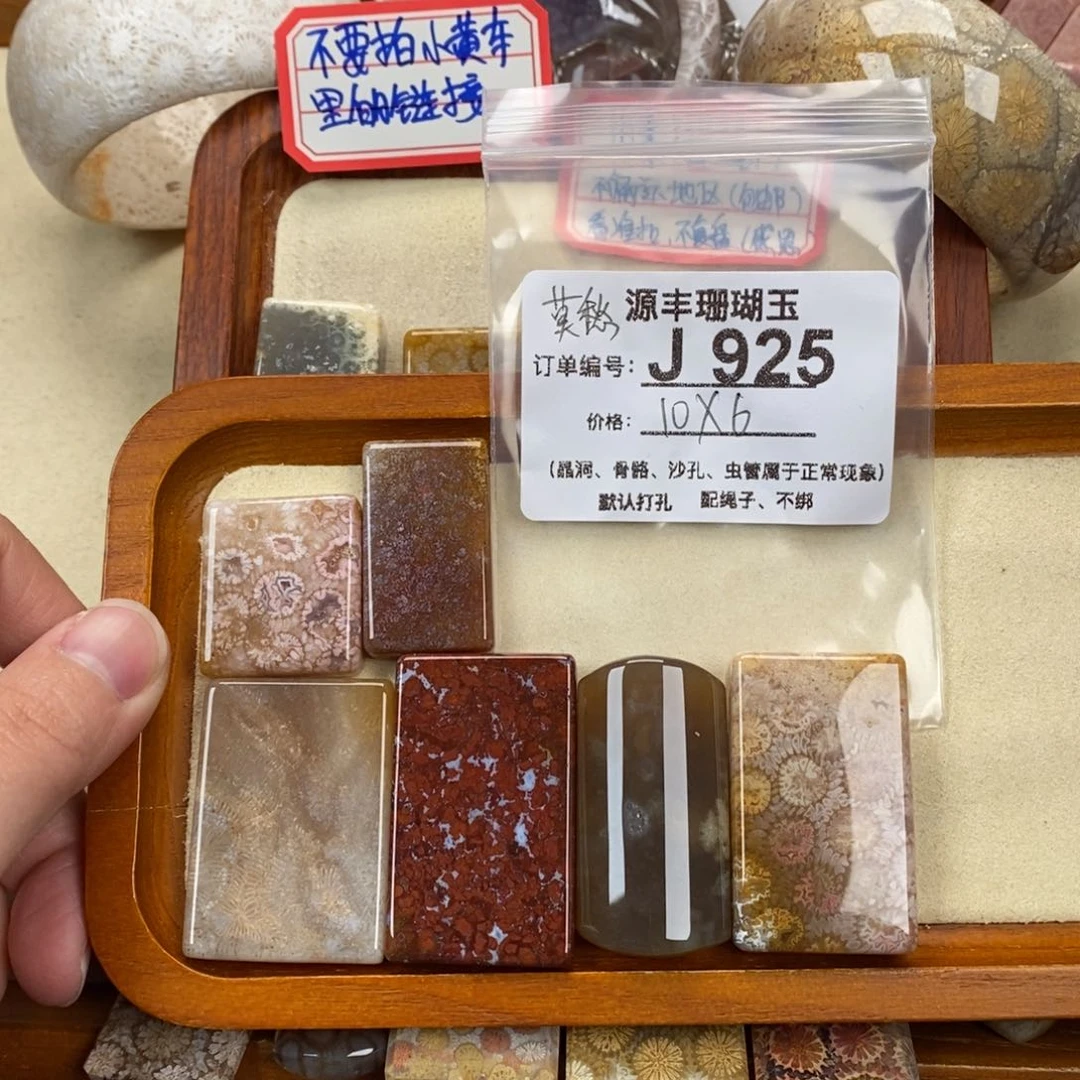 不要拍小黄车
里的链接
源丰珊瑚玉
订单编号: J 925
价格: 10X6
(晶洞、骨骼、沙孔、虫管属于正常现象)
默认打孔 配绳子、不绑